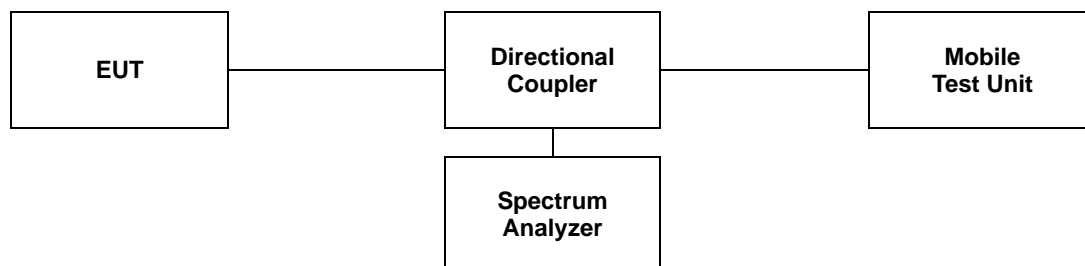 EUT
Directional
Coupler
Mobile
Test Unit
Spectrum
Analyzer